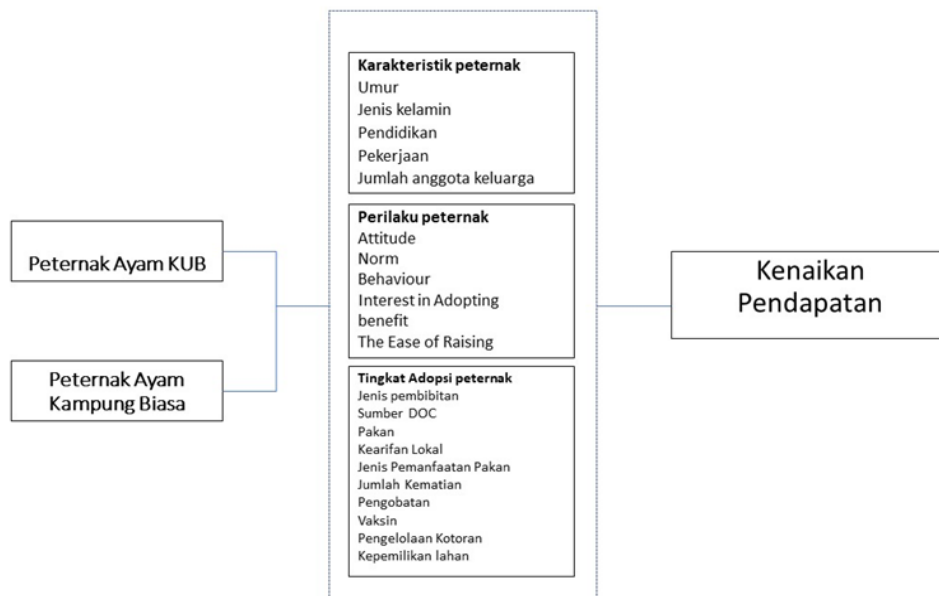 Peternak Ayam KUB
Peternak Ayam
Kampung Biasa
Karakteristik peternak
Umur
Jenis kelamin
Pendidikan
Pekerjaan
Jumlah anggota keluarga
Perilaku peternak
Attitude
Norm
Behaviour
Interest in Adopting
benefit
The Ease of Raising
Tingkat Adopsi peternak
Jenis pembibitan
Sumber DOC
Pakan
Kearifan Lokal
Jenis Pemanfaatan Pakan
Jumlah Kematian
Pengobatan
Vaksin
Pengelolaan Kotoran
Kepemilikan lahan
Kenaikan
Pendapatan